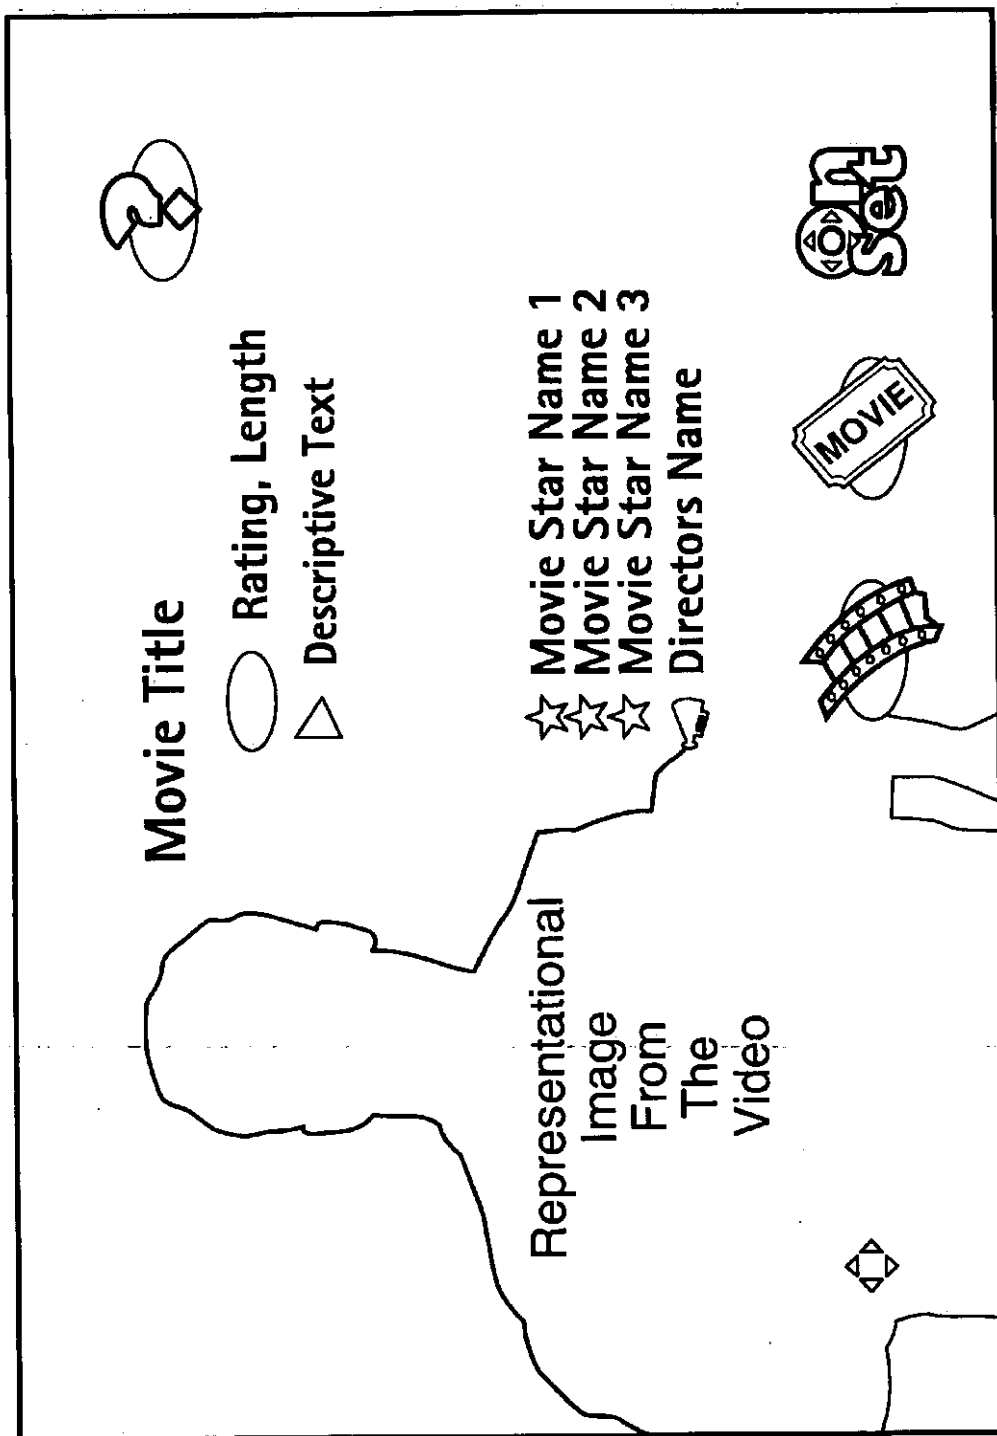 Movie Title
Rating, Length
Descriptive Text
Movie Star Name 1
Movie Star Name 2
Movie Star Name 3
Directors Name
Representational
Image
From
The
Video
MOVIE
on
set